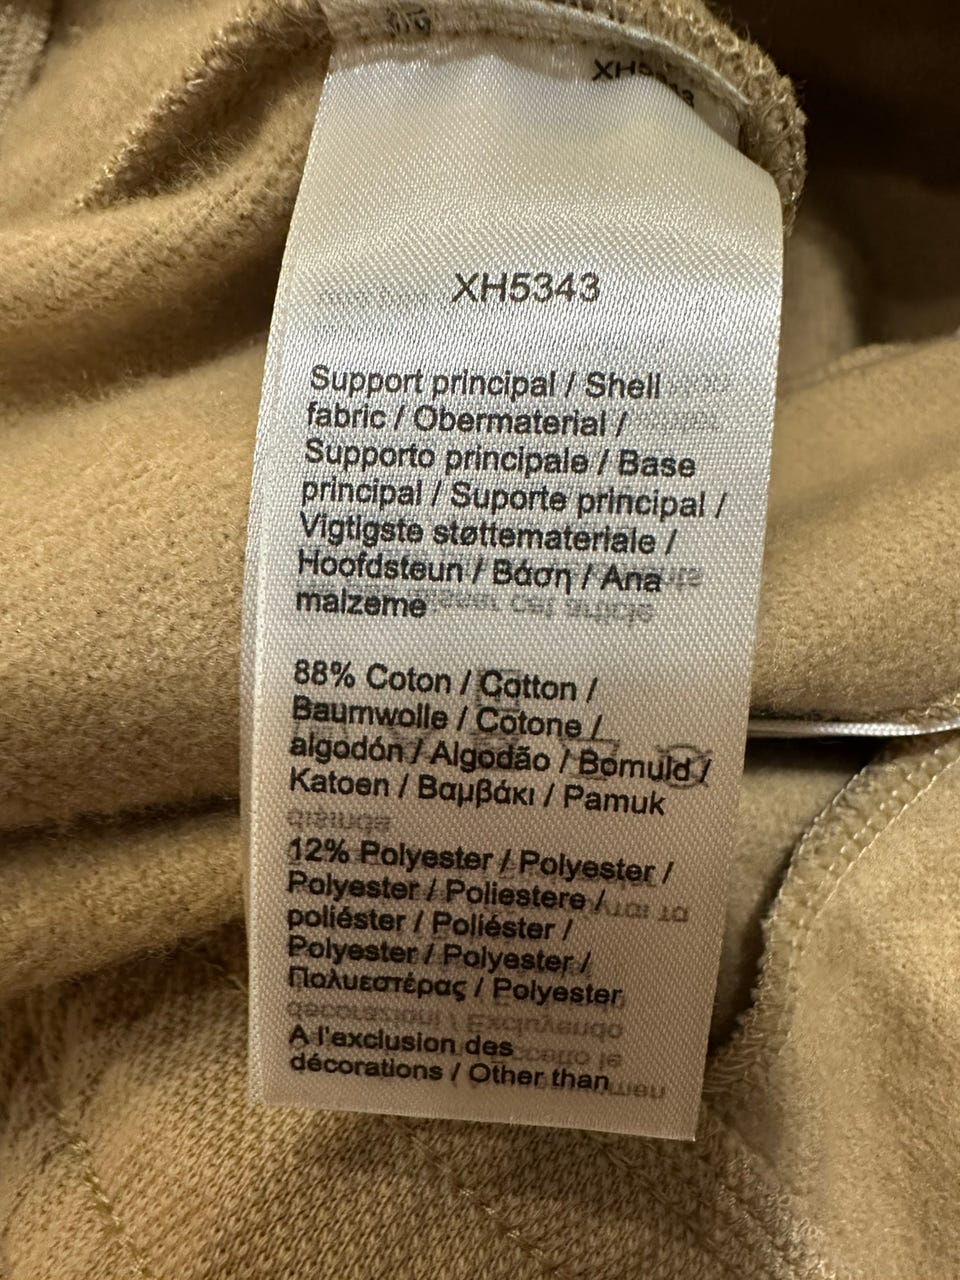 XH5343
Support principal / Shell
fabric / Obermaterial /
Supporto principale / Base
principal / Suporte principal /
Vigtigste støttemateriale /
Hoofdsteun / Βάση / Ana
malzeme
88% Coton / Cotton /
Baumwolle / Cotone /
algodón / Algodão / Bomuld /
Katoen / Βαμβάκι / Pamuk
12% Polyester / Polyester /
Polyester / Poliestere /
poliéster / Poliéster /
Polyester / Polyester /
Πολυεστέρας / Polyester
A l'exclusion des
décorations / Other than